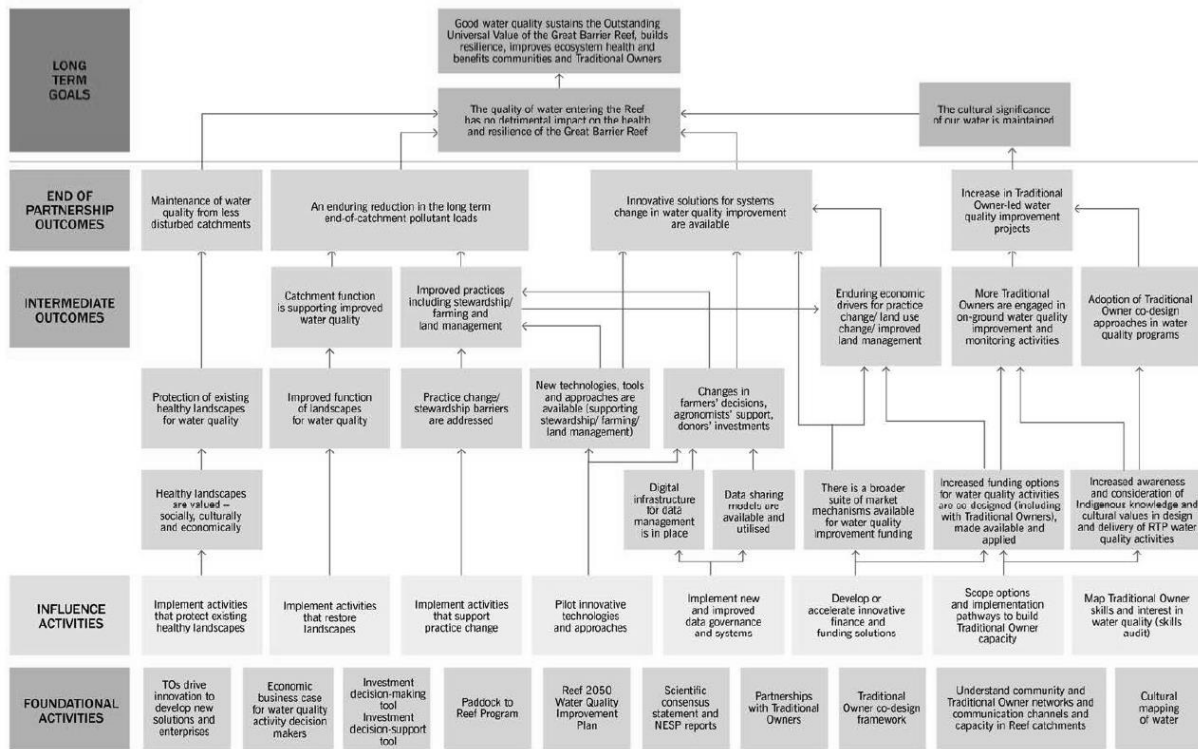 LONG
TERM
GOALS
Good water quality sustains the Outstanding
Universal Value of the Great Barrier Reef, builds
resilience, improves ecosystem health and
benefits communities and Traditional Owners
The quality of water entering the Reef
has no detrimental impact on the health
and resilience of the Great Barrier Reef
The cultural significance
of our water is maintained
END OF
PARTNERSHIP
OUTCOMES
Maintenance of water
quality from less
disturbed catchments
An enduring reduction in the long term
end-of-catchment pollutant loads
Innovative solutions for systems
change in water quality improvement
are available
Increase in Traditional
Owner-led water
quality improvement
projects
INTERMEDIATE
OUTCOMES
Catchment function
is supporting improved
water quality
Improved practices
including stewardship/
farming and
land management
Enduring economic
drivers for practice
change/ land use
change/ improved
land management
More Traditional
Owners are engaged in
on-ground water quality
improvement and
monitoring activities
Adoption of Traditional
Owner co-design
approaches in water
quality programs
Protection of existing
healthy landscapes
for water quality
Improved function
of landscapes
for water quality
Practice change/
stewardship barriers
are addressed
New technologies, tools
and approaches are
available (supporting
stewardship/ farming/
land management)
Changes in
farmers' decisions,
agronomists' support,
donors' investments
Healthy landscapes
are valued –
socially, culturally
and economically
Digital
infrastructure
for data
management
is in place
Data sharing
models are
available and
utilised
There is a broader
suite of market
mechanisms available
for water quality
improvement funding
Increased funding options
for water quality activities
are co designed (including
with Traditional Owners),
made available and
applied
Increased awareness
and consideration of
Indigenous knowledge and
cultural values in design
and delivery of RTP water
quality activities
INFLUENCE
ACTIVITIES
Implement activities
that protect existing
healthy landscapes
Implement activities
that restore
landscapes
Implement activities
that support
practice change
Pilot innovative
technologies
and approaches
Implement new
and improved
data governance
and systems
Develop or
accelerate innovative
finance and
funding solutions
Scope options
and implementation
pathways to build
Traditional Owner
capacity
Map Traditional Owner
skills and interest in
water quality (skills
audit)
FOUNDATIONAL
ACTIVITIES
TOs drive
innovation to
develop new
solutions and
enterprises
Economic
business case
for water quality
activity decision
makers
Investment
decision-making
tool
Investment
decision-support
tool
Paddock to
Reef Program
Reef 2050
Water Quality
Improvement
Plan
Scientific
consensus
statement and
NESP reports
Partnerships
with Traditional
Owners
Traditional
Owner co-design
framework
Understand community and
Traditional Owner networks and
communication channels and
capacity in Reef catchments
Cultural
mapping
of water